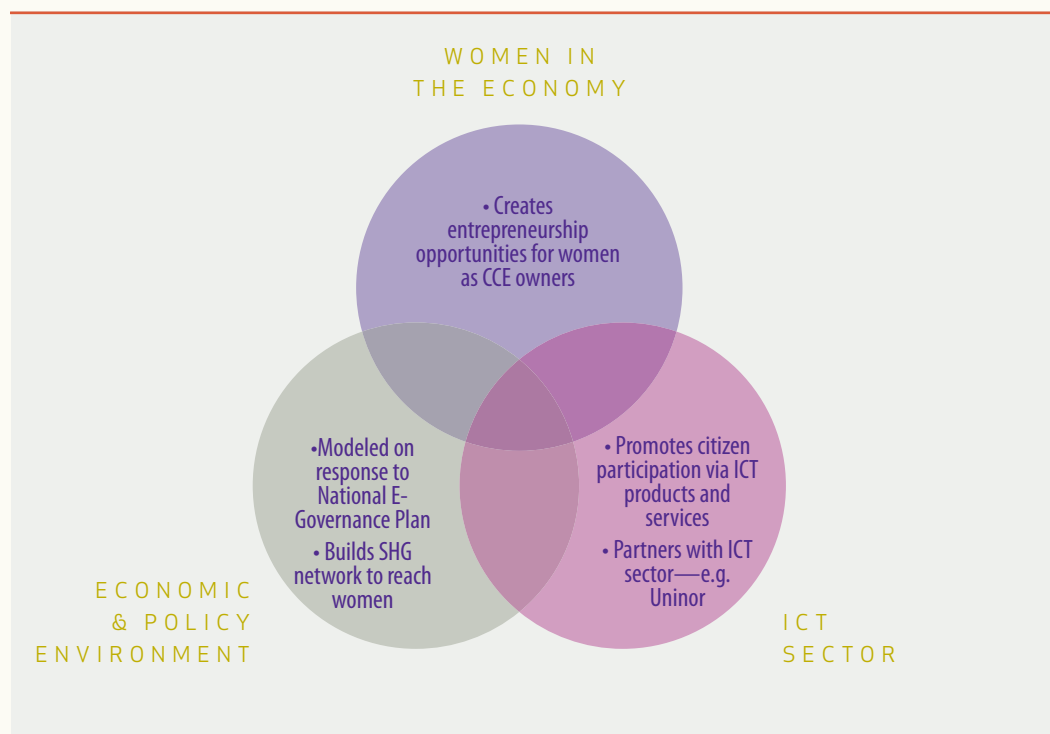 WOMEN IN
THE ECONOMY
• Creates
entrepreneurship
opportunities for women
as CCE owners
•Modeled on
response to
National E-
Governance Plan
• Builds SHG
network to reach
women
• Promotes citizen
participation via ICT
products and
services
• Partners with ICT
sector—e.g.
Uninor
ECONOMIC
& POLICY
ENVIRONMENT
ICT
SECTOR